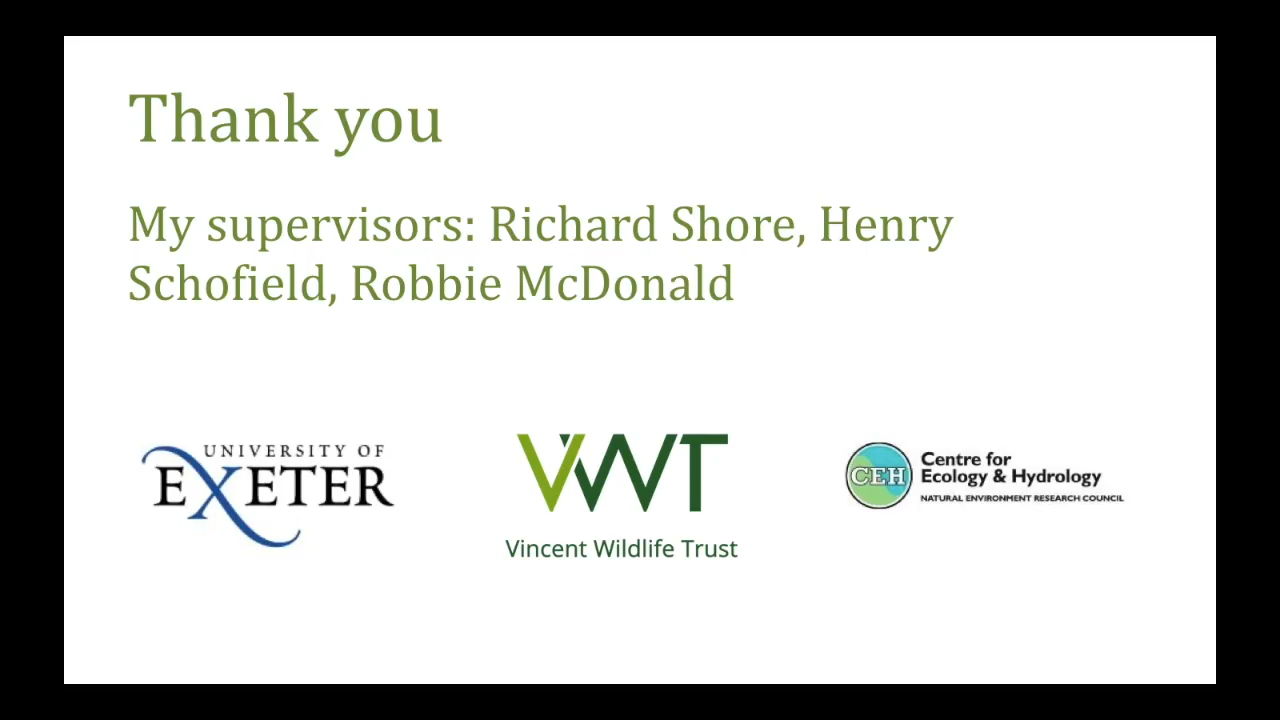 Thank you
My supervisors: Richard Shore, Henry
Schofield, Robbie McDonald
UNIVERSITY OF
EXETER
VWT
Vincent Wildlife Trust
CEH
Centre for
Ecology & Hydrology
NATURAL ENVIRONMENT RESEARCH COUNCIL